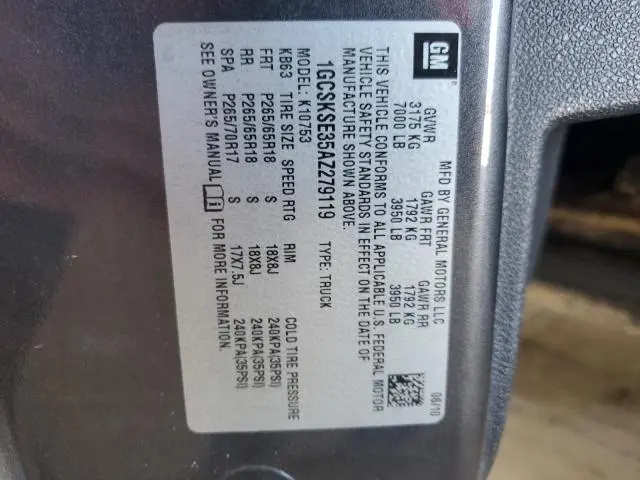 GM
MFD BY GENERAL MOTORS LLC
06/10
GVWR GAWR FRT GAWR RR
3175 KG 1792 KG 1792 KG
7000 LB 3950 LB 3950 LB
THIS VEHICLE CONFORMS TO ALL APPLICABLE U.S. FEDERAL MOTOR
VEHICLE SAFETY STANDARDS IN EFFECT ON THE DATE OF
MANUFACTURE SHOWN ABOVE.
1GCSKSE35AZ279119 TYPE: TRUCK
MODEL: K10753
KB63 TIRE SIZE SPEED RTG RIM COLD TIRE PRESSURE
FRT P265/65R18 S 18X8J 240KPA(35PSI)
RR P265/65R18 S 18X8J 240KPA(35PSI)
SPA P265/70R17 S 17X7.5J 240KPA(35PSI)
SEE OWNER'S MANUAL FOR MORE INFORMATION.